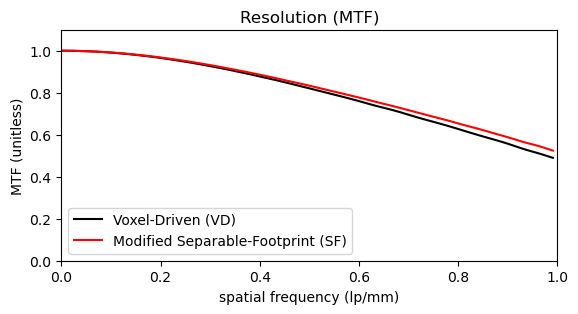 Resolution (MTF)
MTF (unitless)
1.0
0.8
0.6
0.4
0.2
0.0
Voxel-Driven (VD)
Modified Separable-Footprint (SF)
0.0 0.2 0.4 0.6 0.8 1.0
spatial frequency (lp/mm)